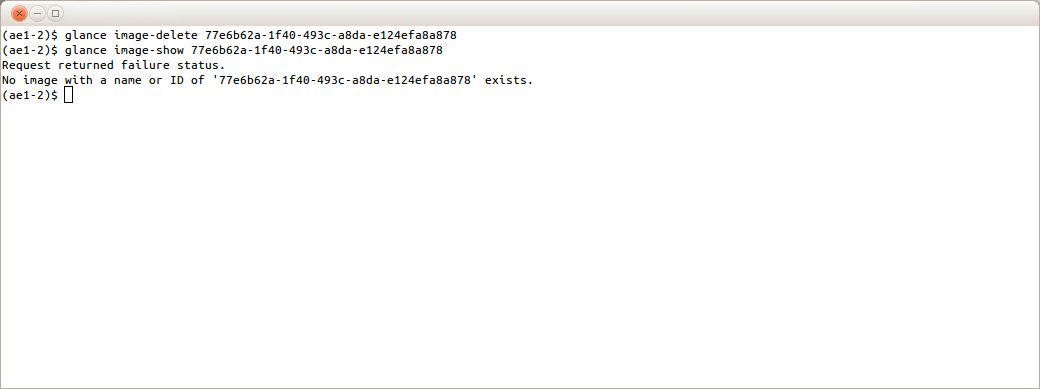 (ae1-2)$ glance image-delete 77e6b62a-1f40-493c-a8da-e124efa8a878
(ae1-2)$ glance image-show 77e6b62a-1f40-493c-a8da-e124efa8a878
Request returned failure status.
No image with a name or ID of '77e6b62a-1f40-493c-a8da-e124efa8a878' exists.
(ae1-2)$